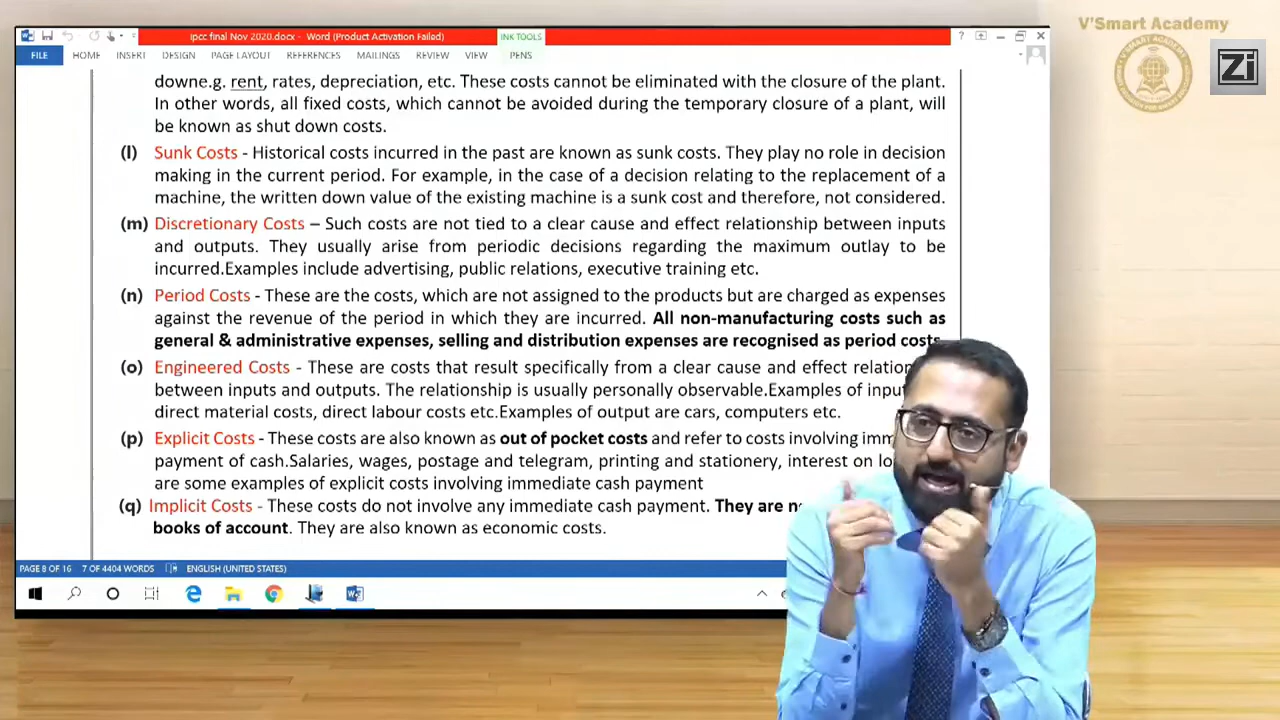 V'Smart Academy
Zi
ipcc final Nov 2020.docx - Word (Product Activation Failed)
INK TOOLS
FILE HOME INSERT DESIGN PAGE LAYOUT REFERENCES MAILINGS REVIEW VIEW PENS
downe.g. rent, rates, depreciation, etc. These costs cannot be eliminated with the closure of the plant.
In other words, all fixed costs, which cannot be avoided during the temporary closure of a plant, will
be known as shut down costs.
(l) Sunk Costs - Historical costs incurred in the past are known as sunk costs. They play no role in decision
making in the current period. For example, in the case of a decision relating to the replacement of a
machine, the written down value of the existing machine is a sunk cost and therefore, not considered.
(m) Discretionary Costs – Such costs are not tied to a clear cause and effect relationship between inputs
and outputs. They usually arise from periodic decisions regarding the maximum outlay to be
incurred.Examples include advertising, public relations, executive training etc.
(n) Period Costs - These are the costs, which are not assigned to the products but are charged as expenses
against the revenue of the period in which they are incurred. All non-manufacturing costs such as
general & administrative expenses, selling and distribution expenses are recognised as period costs.
(o) Engineered Costs - These are costs that result specifically from a clear cause and effect relation
between inputs and outputs. The relationship is usually personally observable.Examples of inpu
direct material costs, direct labour costs etc.Examples of output are cars, computers etc.
(p) Explicit Costs - These costs are also known as out of pocket costs and refer to costs involving imm
payment of cash.Salaries, wages, postage and telegram, printing and stationery, interest on lo
are some examples of explicit costs involving immediate cash payment
(q) Implicit Costs - These costs do not involve any immediate cash payment. They are n
books of account. They are also known as economic costs.
PAGE 8 OF 16 7 OF 4404 WORDS ENGLISH (UNITED STATES)